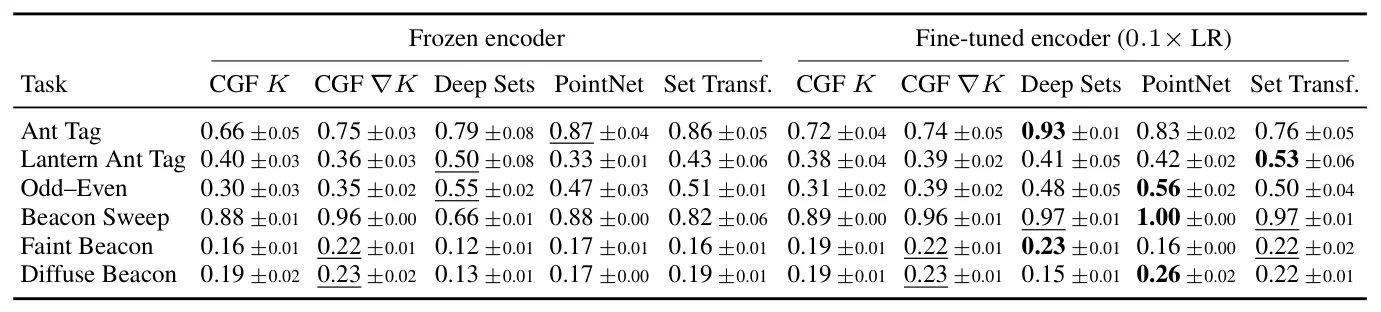 Frozen encoder Fine-tuned encoder (0.1× LR)
Task CGF K CGF ∇K Deep Sets PointNet Set Transf. CGF K CGF ∇K Deep Sets PointNet Set Transf.
Ant Tag 0.66 ±0.05 0.75 ±0.03 0.79 ±0.08 0.87 ±0.04 0.86 ±0.05 0.72 ±0.04 0.74 ±0.05 0.93 ±0.01 0.83 ±0.02 0.76 ±0.05
Lantern Ant Tag 0.40 ±0.03 0.36 ±0.03 0.50 ±0.08 0.33 ±0.01 0.43 ±0.06 0.38 ±0.04 0.39 ±0.02 0.41 ±0.05 0.42 ±0.02 0.53 ±0.06
Odd–Even 0.30 ±0.03 0.35 ±0.02 0.55 ±0.02 0.47 ±0.03 0.51 ±0.01 0.31 ±0.02 0.39 ±0.02 0.48 ±0.05 0.56 ±0.02 0.50 ±0.04
Beacon Sweep 0.88 ±0.01 0.96 ±0.00 0.66 ±0.01 0.88 ±0.00 0.82 ±0.06 0.89 ±0.00 0.96 ±0.01 0.97 ±0.01 1.00 ±0.00 0.97 ±0.01
Faint Beacon 0.16 ±0.01 0.22 ±0.01 0.12 ±0.01 0.17 ±0.01 0.16 ±0.01 0.19 ±0.01 0.22 ±0.01 0.23 ±0.01 0.16 ±0.00 0.22 ±0.02
Diffuse Beacon 0.19 ±0.02 0.23 ±0.02 0.13 ±0.01 0.17 ±0.00 0.19 ±0.01 0.19 ±0.01 0.23 ±0.01 0.15 ±0.01 0.26 ±0.02 0.22 ±0.01